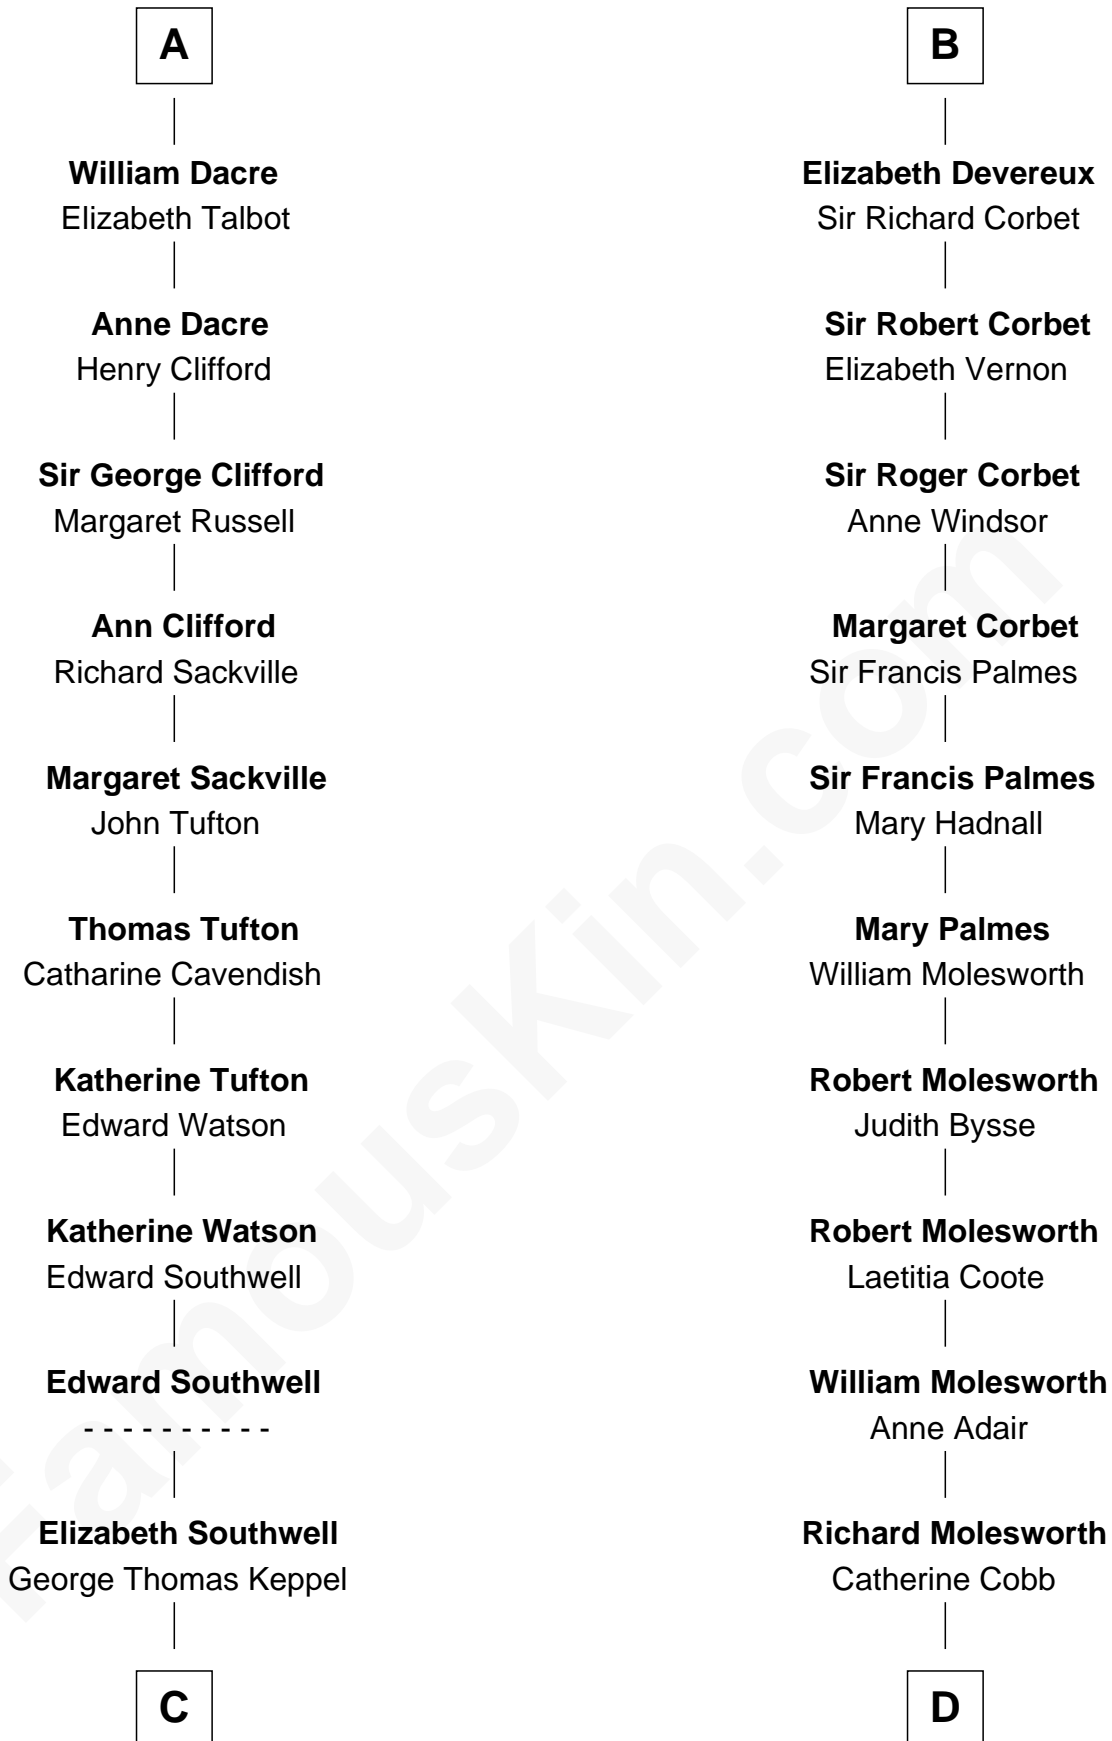 A
William Dacre
Elizabeth Talbot
Anne Dacre
Henry Clifford
Sir George Clifford
Margaret Russell
Ann Clifford
Richard Sackville
Margaret Sackville
John Tufton
Thomas Tufton
Catharine Cavendish
Katherine Tufton
Edward Watson
Katherine Watson
Edward Southwell
Edward Southwell
- - - - - - - - - -
Elizabeth Southwell
George Thomas Keppel
C
B
Elizabeth Devereux
Sir Richard Corbet
Sir Robert Corbet
Elizabeth Vernon
Sir Roger Corbet
Anne Windsor
Margaret Corbet
Sir Francis Palmes
Sir Francis Palmes
Mary Hadnall
Mary Palmes
William Molesworth
Robert Molesworth
Judith Bysse
Robert Molesworth
Laetitia Coote
William Molesworth
Anne Adair
Richard Molesworth
Catherine Cobb
D
FamousKin.com